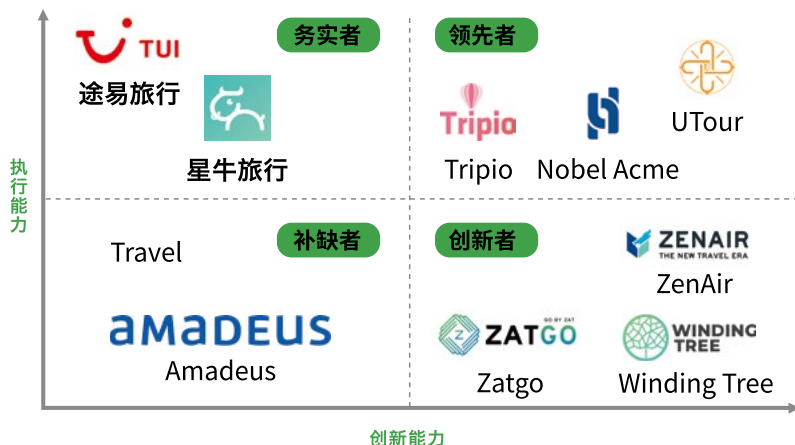 务实者
领先者
TUI
途易旅行
星牛旅行
Tripio
Tripio
Nobel Acme
UTour
执行能力
补缺者
创新者
Travel
aMaDEUS
Amadeus
ZENAIR
THE NEW TRAVEL ERA
ZenAir
GO BY ZAT
Z
ZATGO
Zatgo
WINDING
TREE
Winding Tree
创新能力